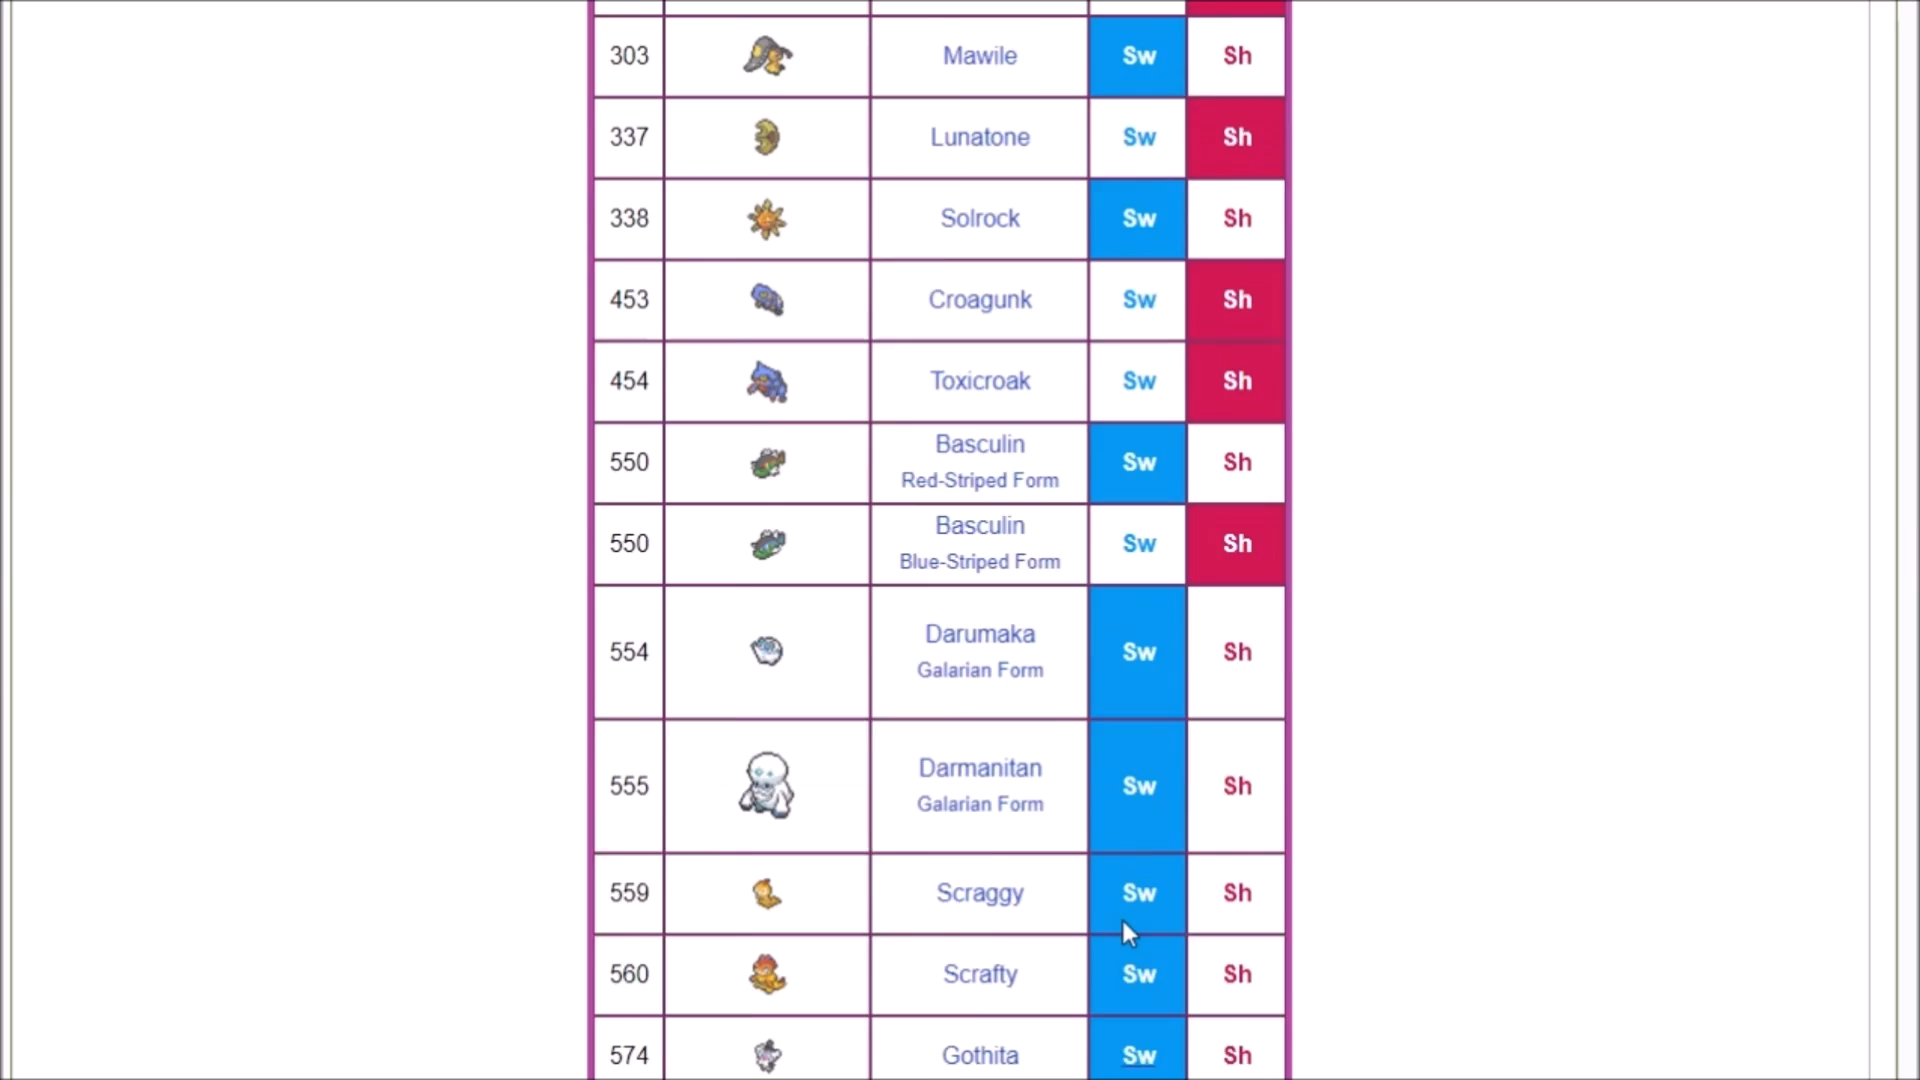 303 Mawile Sw Sh
337 Lunatone Sw Sh
338 Solrock Sw Sh
453 Croagunk Sw Sh
454 Toxicroak Sw Sh
550 Basculin Sw Sh
Red-Striped Form
550 Basculin Sw Sh
Blue-Striped Form
554 Darumaka Sw Sh
Galarian Form
555 Darmanitan Sw Sh
Galarian Form
559 Scraggy Sw Sh
560 Scrafty Sw Sh
574 Gothita Sw Sh